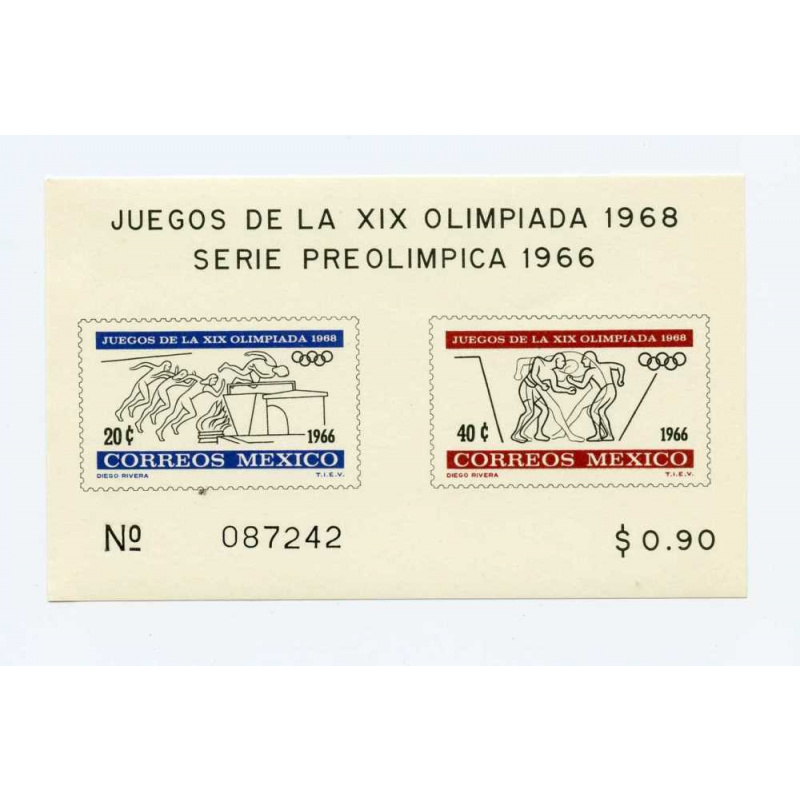 JUEGOS DE LA XIX OLIMPIADA 1968
SERIE PREOLIMPICA 1966
JUEGOS DE LA XIX OLIMPIADA 1968
20 ¢ 1966
CORREOS MEXICO
DIEGO RIVERA T.I.E.V.
JUEGOS DE LA XIX OLIMPIADA 1968
40 ¢ 1966
CORREOS MEXICO
DIEGO RIVERA T.I.E.V.
Nº 087242 $ 0.90